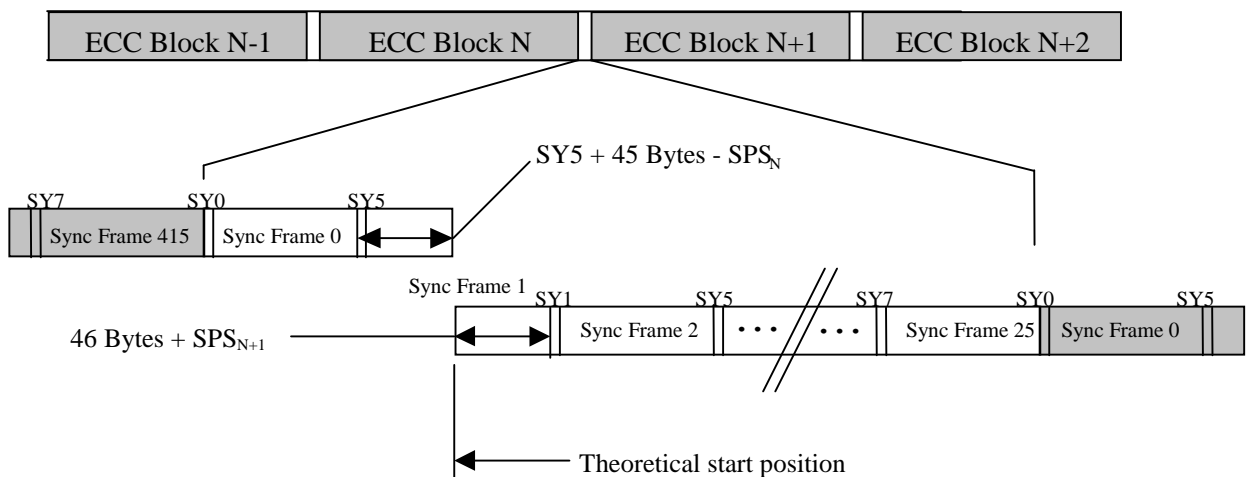 ECC Block N-1 ECC Block N ECC Block N+1 ECC Block N+2
SY5 + 45 Bytes - SPS_N
SY7 SY0 SY5
Sync Frame 415 Sync Frame 0
Sync Frame 1
SY1 SY5 SY7 SY0 SY5
46 Bytes + SPS_N+1
Sync Frame 2 • • • • • • Sync Frame 25 Sync Frame 0
Theoretical start position